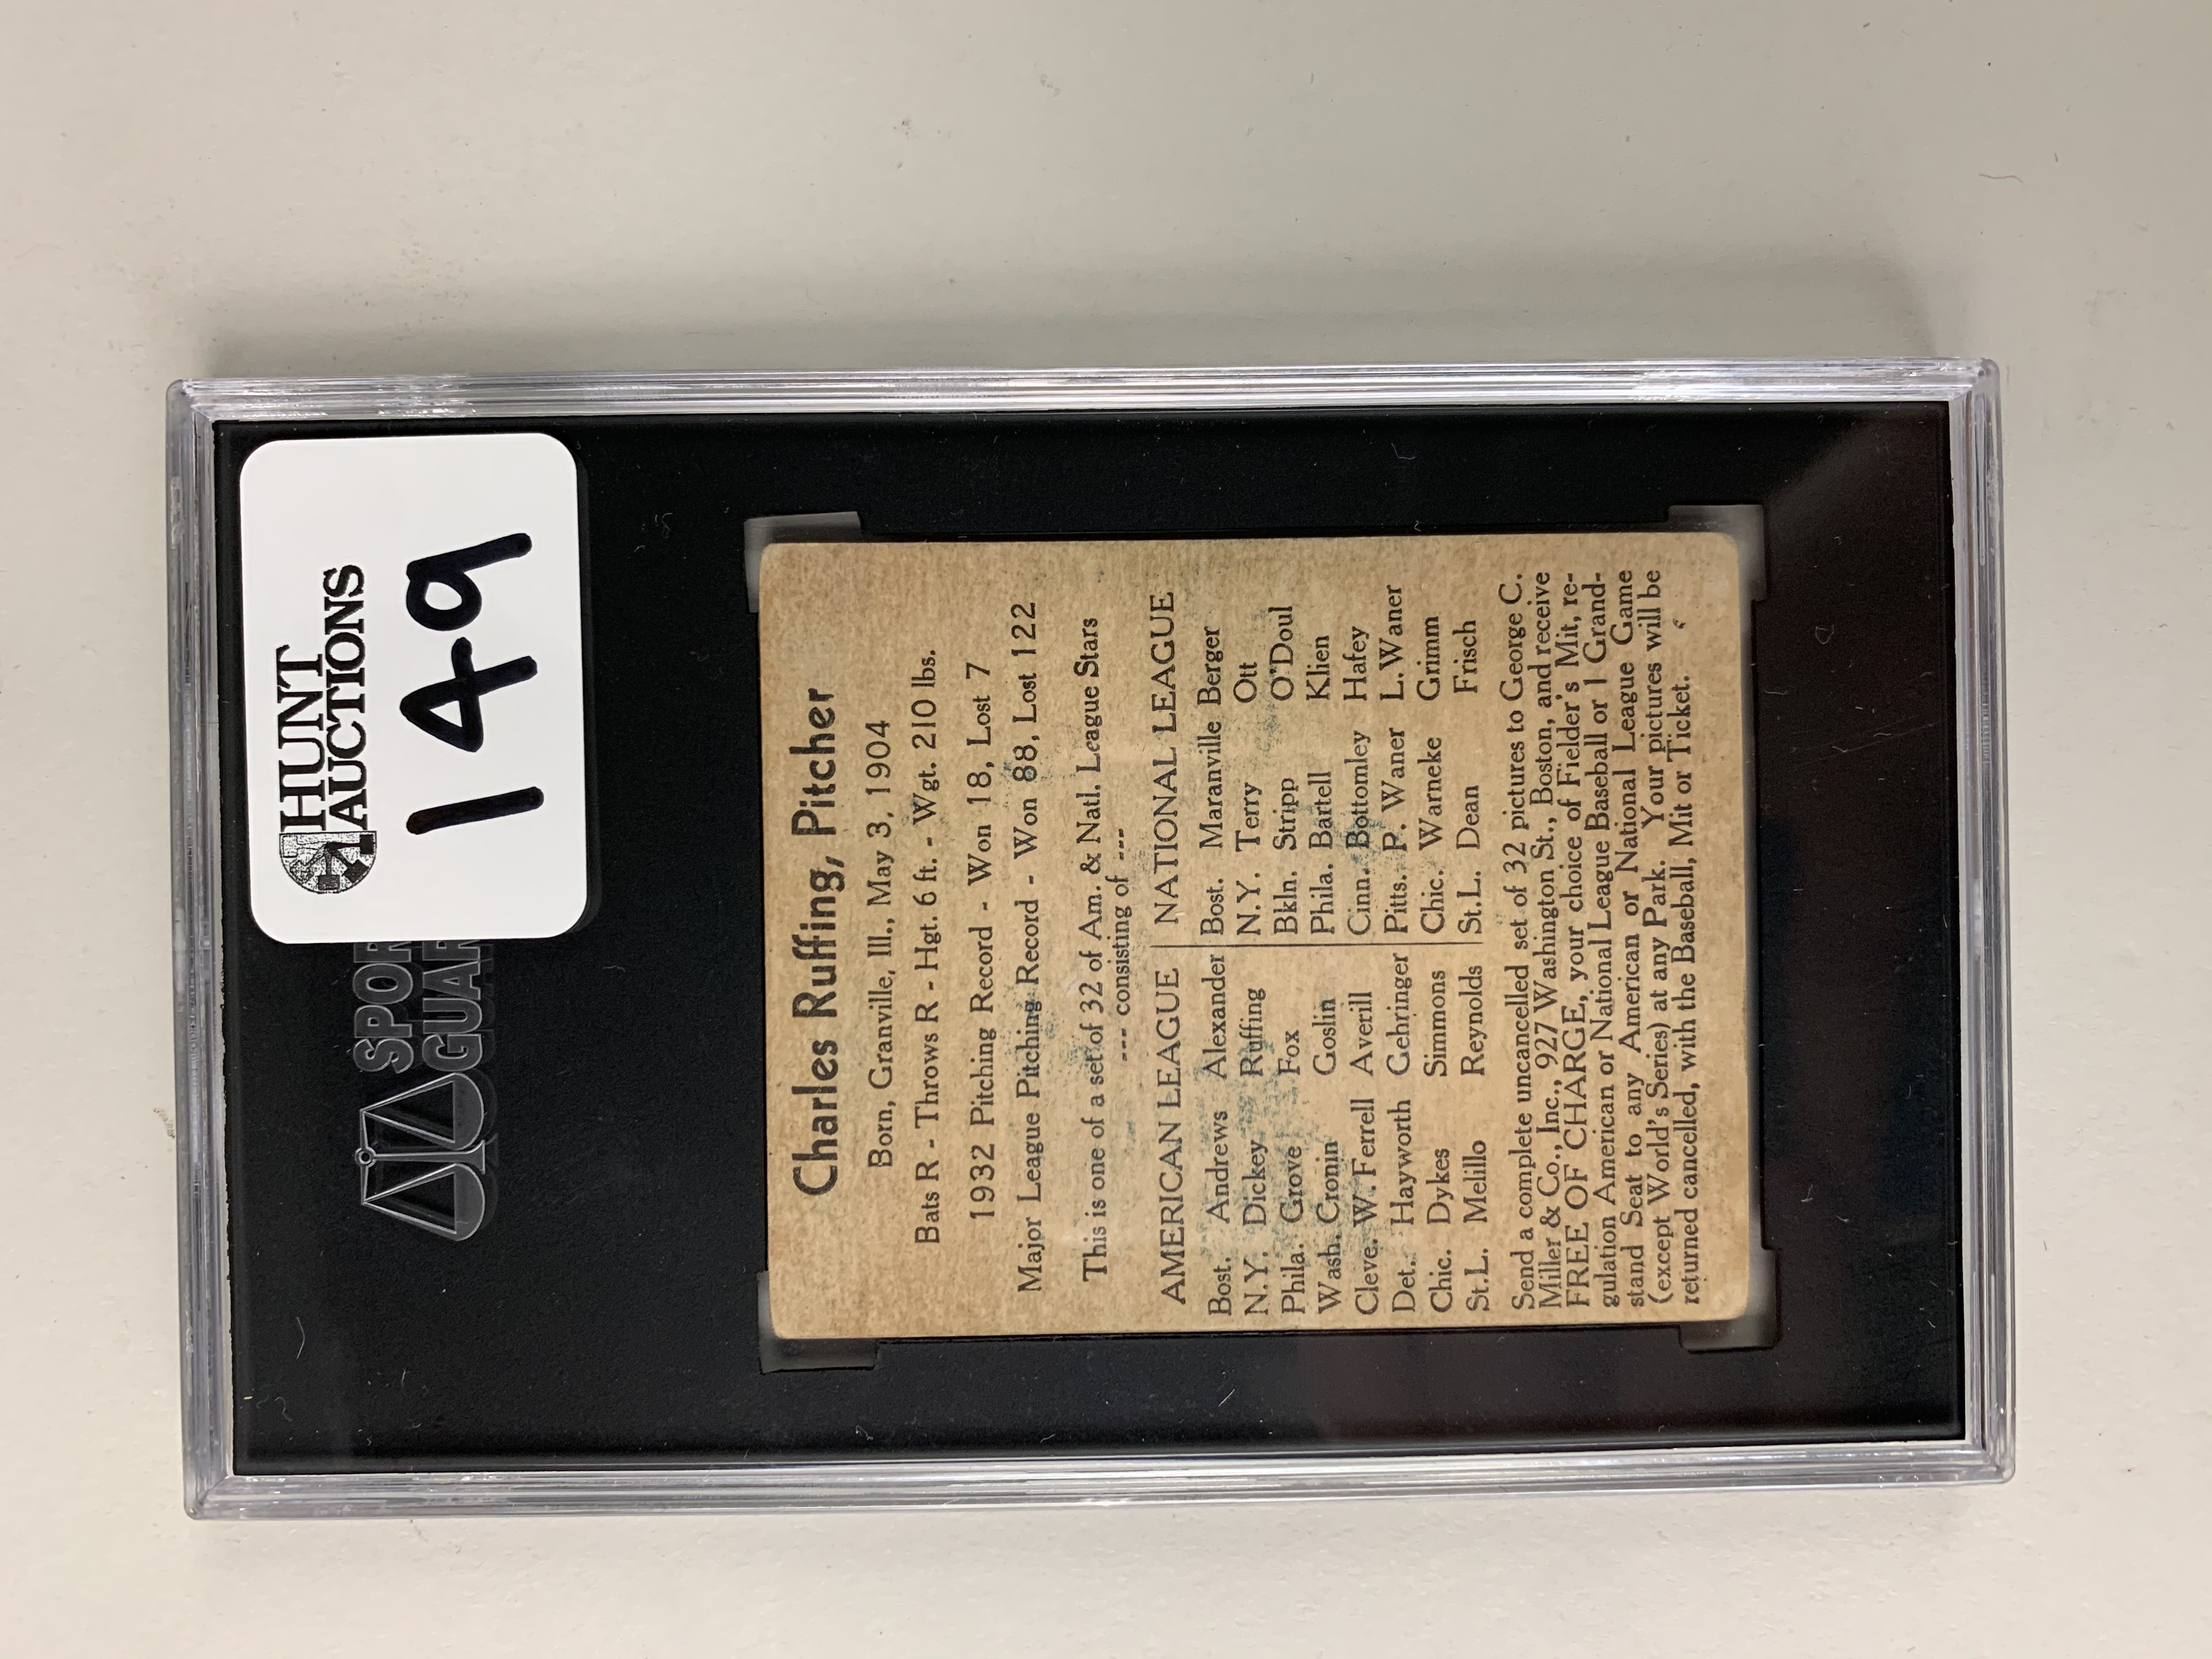 HUNT
AUCTIONS
149
SPOR
GUAR
Charles Ruffing, Pitcher
Born, Granville, Ill., May 3, 1904
Bats R - Throws R - Hgt. 6 ft. - Wgt. 210 lbs.
1932 Pitching Record - Won 18, Lost 7
Major League Pitching Record - Won 88, Lost 122
This is one of a set of 32 of Am. & Natl. League Stars
--- consisting of ---
AMERICAN LEAGUE NATIONAL LEAGUE
Bost. Andrews Alexander Bost. Maranville Berger
N.Y. Dickey Ruffing N.Y. Terry Ott
Phila. Grove Fox Bkln. Stripp O'Doul
Wash. Cronin Goslin Phila. Bartell Klien
Cleve. W. Ferrell Averill Cinn. Bottomley Hafey
Det. Hayworth Gehringer Pitts. P. Waner L. Waner
Chic. Dykes Simmons Chic. Warneke Grimm
St.L. Melillo Reynolds St.L. Dean Frisch
Send a complete uncancelled set of 32 pictures to George C.
Miller & Co., Inc., 927 Washington St., Boston, and receive
FREE OF CHARGE, your choice of Fielder's Mit, re-
gulation American or National League Baseball or 1 Grand-
stand Seat to any American or National League Game
(except World's Series) at any Park. Your pictures will be
returned cancelled, with the Baseball, Mit or Ticket.